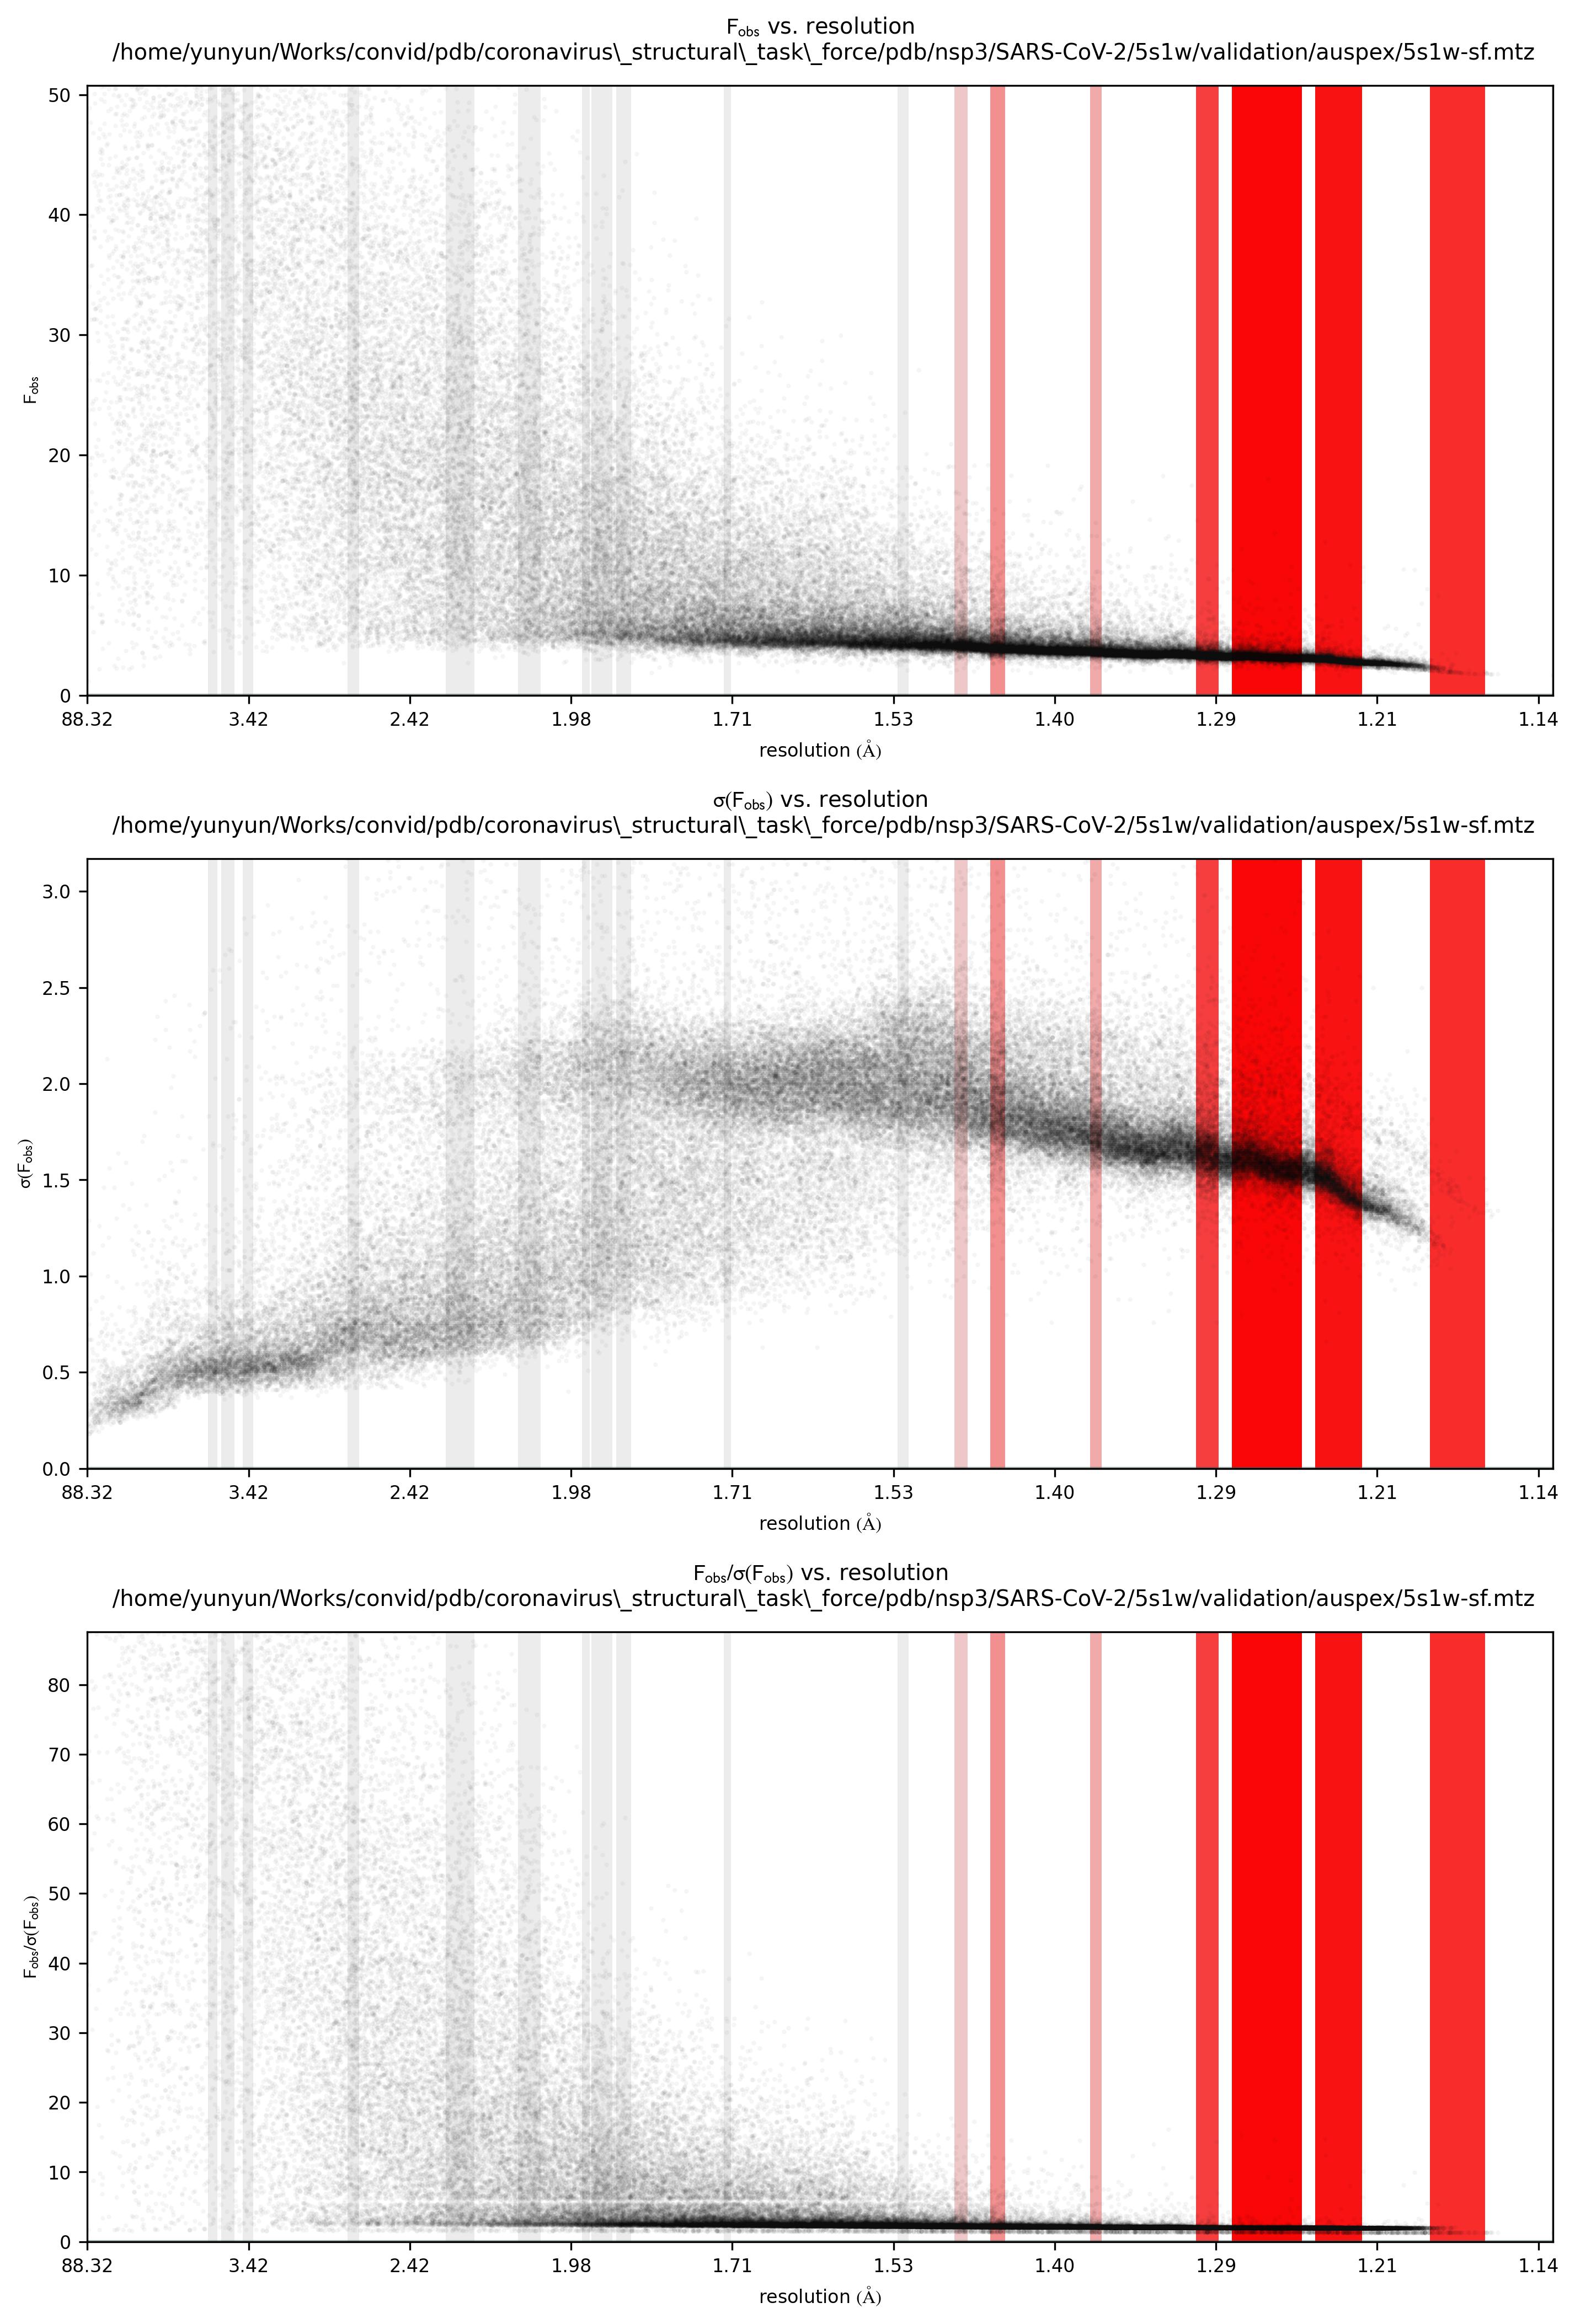 Fobs vs. resolution
/home/yunyun/Works/convid/pdb/coronavirus\_structural\_task\_force/pdb/nsp3/SARS-CoV-2/5s1w/validation/auspex/5s1w-sf.mtz
50
40
30
20
10
0
Fobs
88.32 3.42 2.42 1.98 1.71 1.53 1.40 1.29 1.21 1.14
resolution (Å)
σ(Fobs) vs. resolution
/home/yunyun/Works/convid/pdb/coronavirus\_structural\_task\_force/pdb/nsp3/SARS-CoV-2/5s1w/validation/auspex/5s1w-sf.mtz
3.0
2.5
2.0
1.5
1.0
0.5
0.0
σ(Fobs)
88.32 3.42 2.42 1.98 1.71 1.53 1.40 1.29 1.21 1.14
resolution (Å)
Fobs/σ(Fobs) vs. resolution
/home/yunyun/Works/convid/pdb/coronavirus\_structural\_task\_force/pdb/nsp3/SARS-CoV-2/5s1w/validation/auspex/5s1w-sf.mtz
80
70
60
50
40
30
20
10
0
Fobs/σ(Fobs)
88.32 3.42 2.42 1.98 1.71 1.53 1.40 1.29 1.21 1.14
resolution (Å)